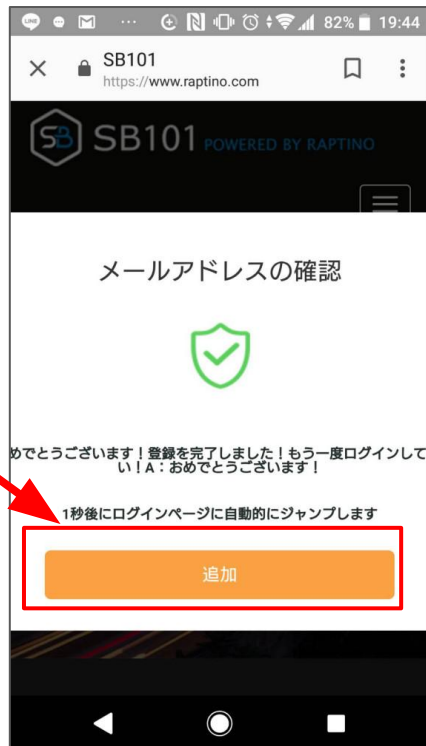 LINE
82% 19:44
SB101
https://www.raptino.com
SB SB101 POWERED BY RAPTINO
メールアドレスの確認
めでとうございます！登録を完了しました！もう一度ログインして
い！A：おめでとうございます！
1秒後にログインページに自動的にジャンプします
追加